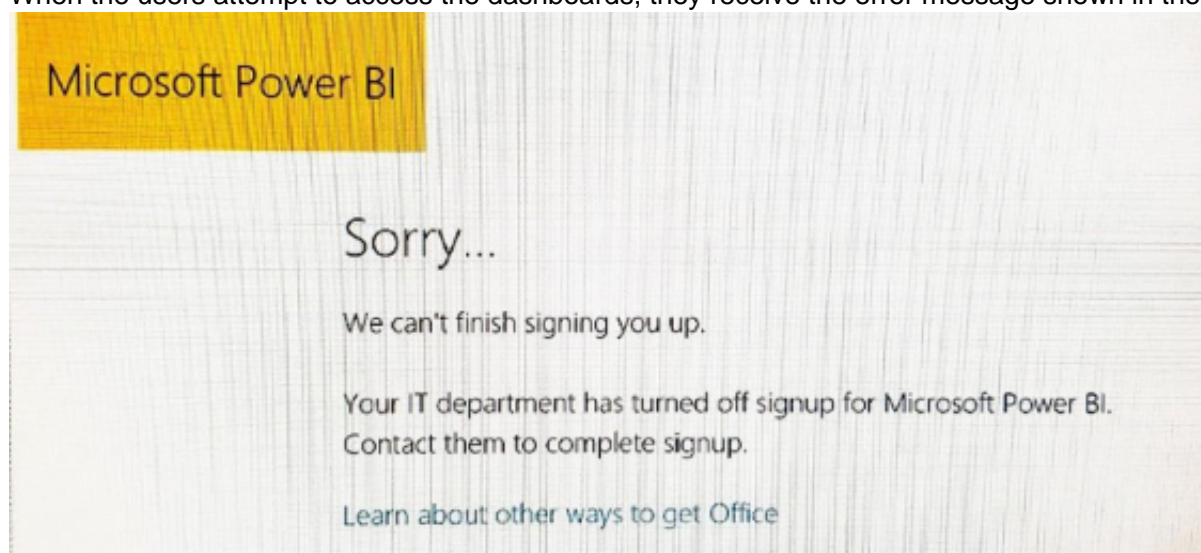 When the users attempt to access the dashboards, they receive the error message shown in the
Microsoft Power BI
Sorry...
We can't finish signing you up.
Your IT department has turned off signup for Microsoft Power BI.
Contact them to complete signup.
Learn about other ways to get Office